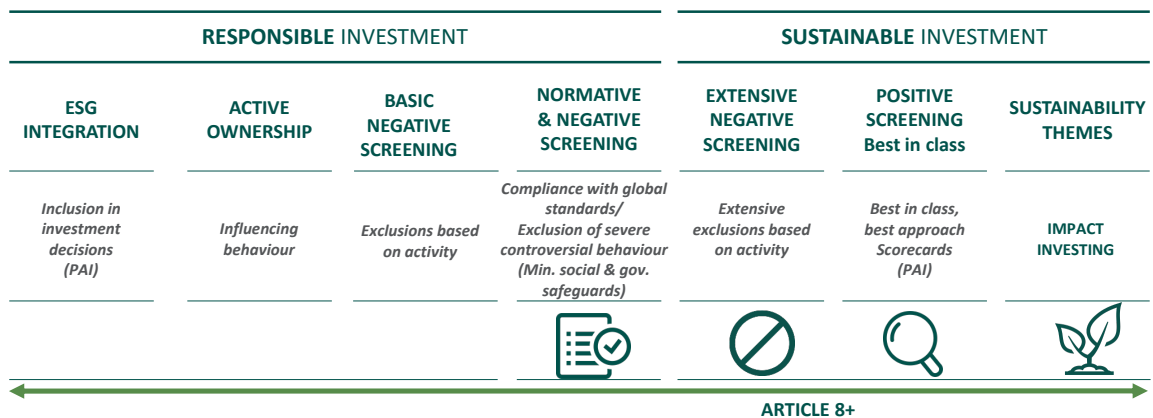 RESPONSIBLE INVESTMENT
SUSTAINABLE INVESTMENT
ESG
INTEGRATION
ACTIVE
OWNERSHIP
BASIC
NEGATIVE
SCREENING
NORMATIVE
& NEGATIVE
SCREENING
EXTENSIVE
NEGATIVE
SCREENING
POSITIVE
SCREENING
Best in class
SUSTAINABILITY
THEMES
Inclusion in
investment
decisions
(PAI)
Influencing
behaviour
Exclusions based
on activity
Compliance with global
standards/
Exclusion of severe
controversial behaviour
(Min. social & gov.
safeguards)
Extensive
exclusions based
on activity
Best in class,
best approach
Scorecards
(PAI)
IMPACT
INVESTING
ARTICLE 8+